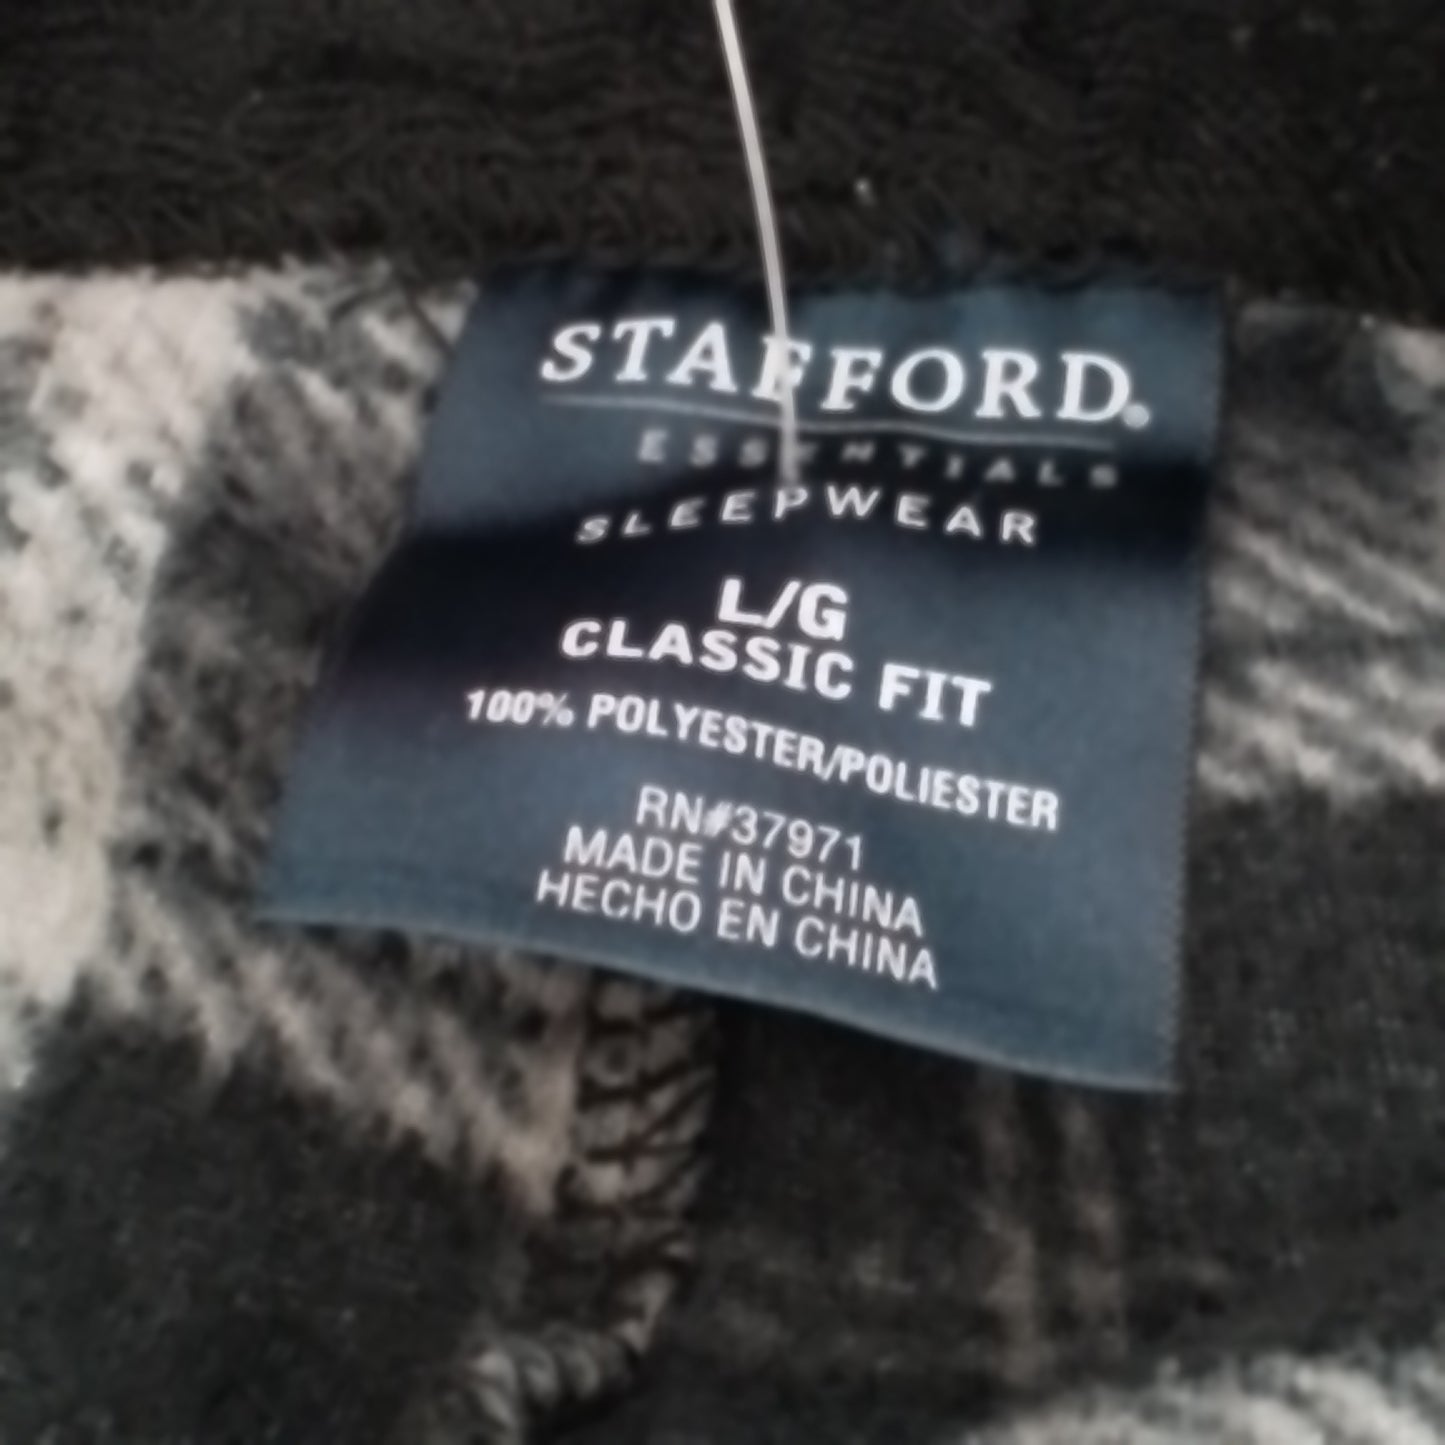 STAFFORD®
ESSENTIALS
SLEEPWEAR
L/G
CLASSIC FIT
100% POLYESTER/POLIESTER
RN#37971
MADE IN CHINA
HECHO EN CHINA